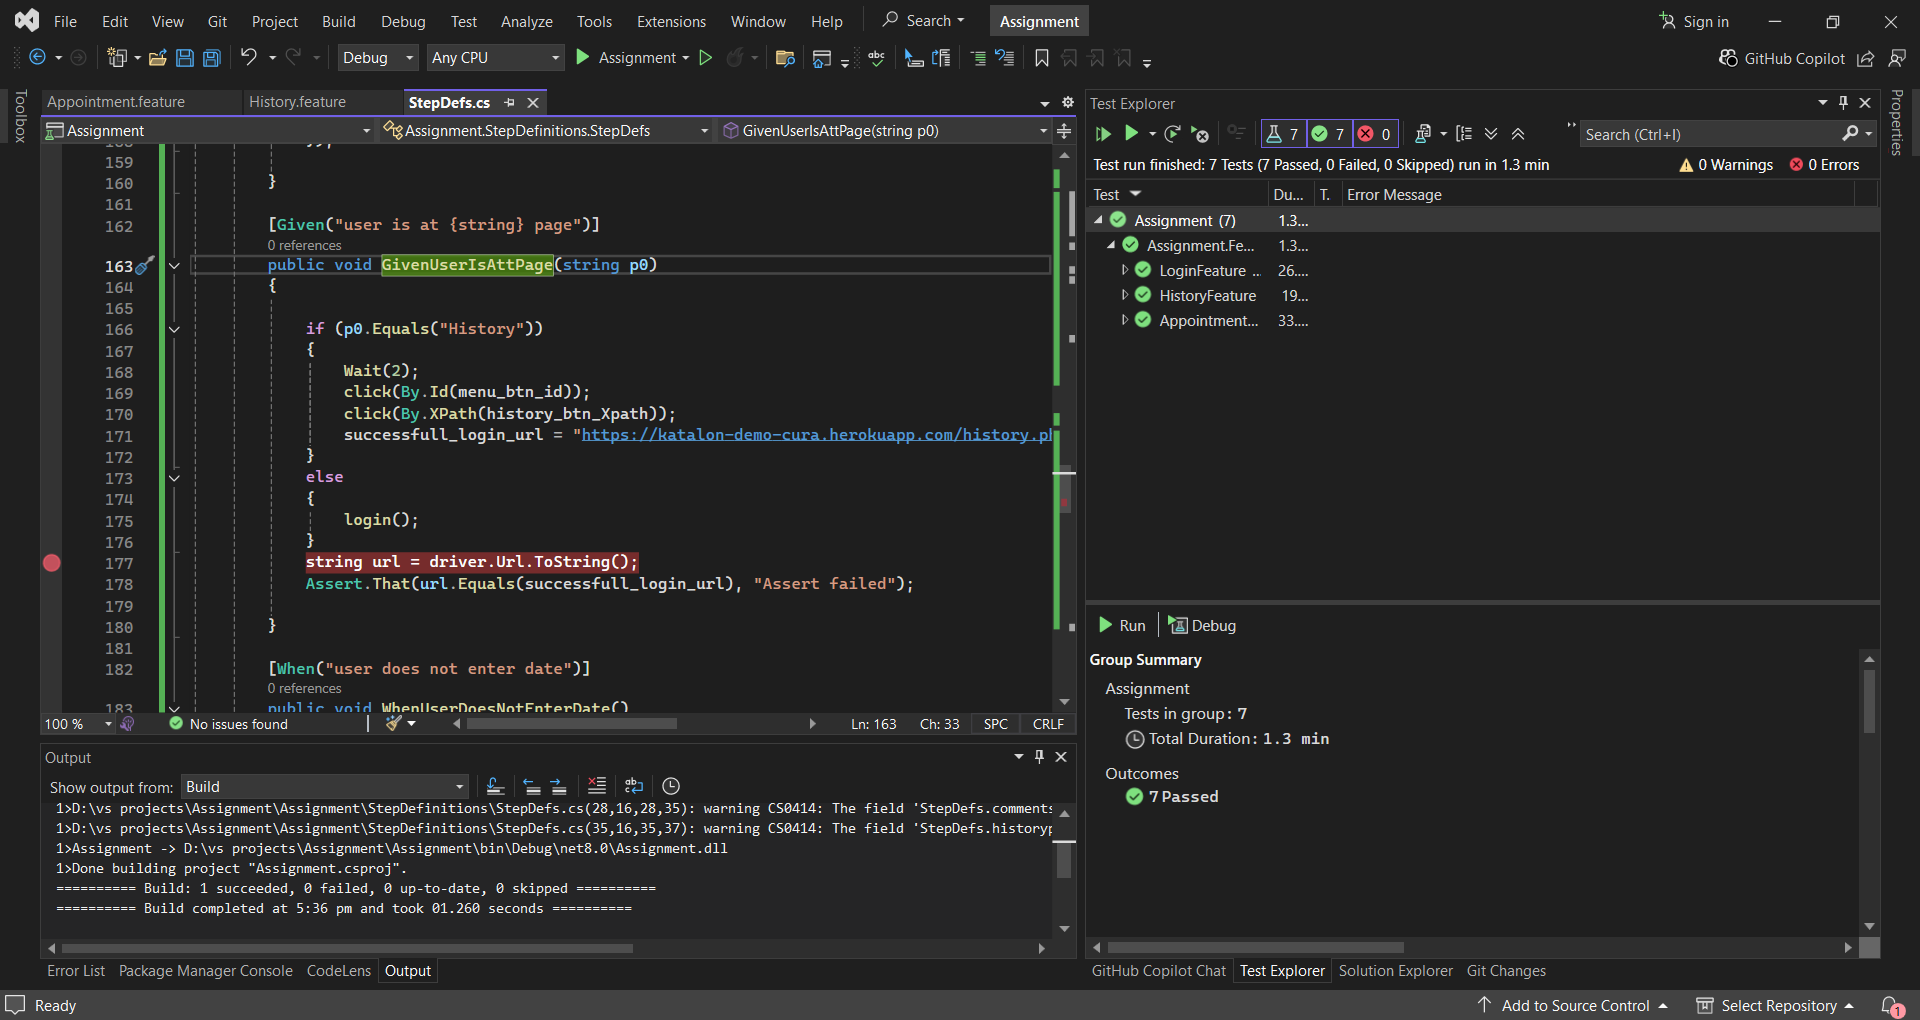 File Edit View Git Project Build Debug Test Analyze Tools Extensions Window Help Search Assignment Sign in
Debug Any CPU Assignment GitHub Copilot
Toolbox
Appointment.feature History.feature StepDefs.cs
Assignment Assignment.StepDefinitions.StepDefs GivenUserIsAttPage(string p0)
159
160 }
161
162 [Given("user is at {string} page")]
0 references
163 public void GivenUserIsAttPage(string p0)
164 {
165
166 if (p0.Equals("History"))
167 {
168 Wait(2);
169 click(By.Id(menu_btn_id));
170 click(By.XPath(history_btn_Xpath));
171 successfull_login_url = "https://katalon-demo-cura.herokuapp.com/history.ph
172 }
173 else
174 {
175 login();
176 }
177 string url = driver.Url.ToString();
178 Assert.That(url.Equals(successfull_login_url), "Assert failed");
179
180 }
181
182 [When("user does not enter date")]
0 references
183 public void WhenUserDoesNotEnterDate()
100 % No issues found Ln: 163 Ch: 33 SPC CRLF
Output
Show output from: Build
1>D:\vs projects\Assignment\Assignment\StepDefinitions\StepDefs.cs(28,16,28,35): warning CS0414: The field 'StepDefs.comments
1>D:\vs projects\Assignment\Assignment\StepDefinitions\StepDefs.cs(35,16,35,37): warning CS0414: The field 'StepDefs.historyp
1>Assignment -> D:\vs projects\Assignment\Assignment\bin\Debug\net8.0\Assignment.dll
1>Done building project "Assignment.csproj".
========== Build: 1 succeeded, 0 failed, 0 up-to-date, 0 skipped ==========
========== Build completed at 5:36 pm and took 01.260 seconds ==========
Error List Package Manager Console CodeLens Output
Test Explorer
7 7 0 Search (Ctrl+I)
Test run finished: 7 Tests (7 Passed, 0 Failed, 0 Skipped) run in 1.3 min 0 Warnings 0 Errors
Test Du... T. Error Message
Assignment (7) 1.3...
Assignment.Fe... 1.3...
LoginFeature ... 26....
HistoryFeature 19...
Appointment... 33....
Run Debug
Group Summary
Assignment
Tests in group: 7
Total Duration: 1.3 min
Outcomes
7 Passed
GitHub Copilot Chat Test Explorer Solution Explorer Git Changes
Properties
Ready Add to Source Control Select Repository 1